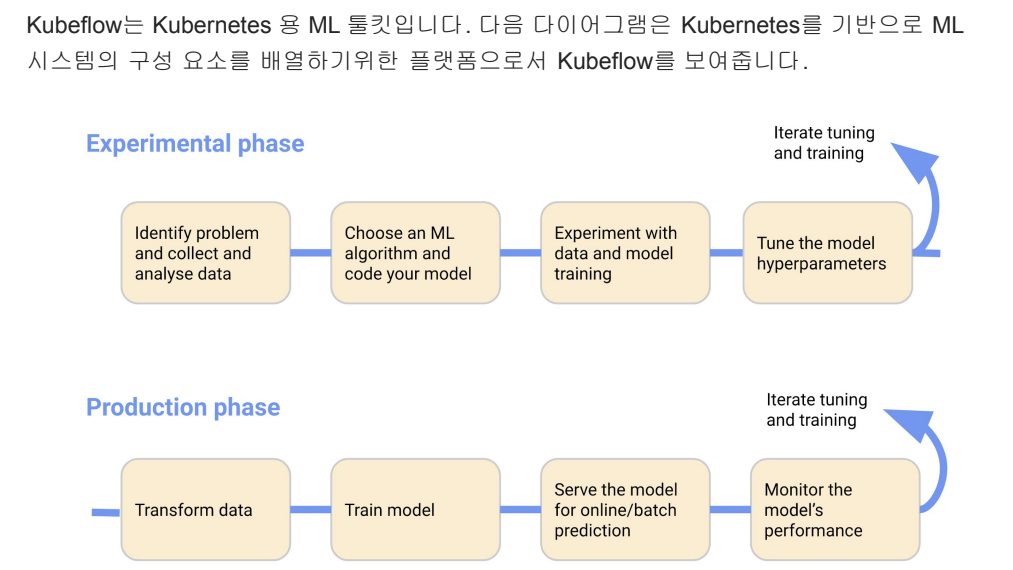 Kubeflow는 Kubernetes 용 ML 툴킷입니다. 다음 다이어그램은 Kubernetes를 기반으로 ML
시스템의 구성 요소를 배열하기위한 플랫폼으로서 Kubeflow를 보여줍니다.
Experimental phase
Iterate tuning
and training
Identify problem
and collect and
analyse data
Choose an ML
algorithm and
code your model
Experiment with
data and model
training
Tune the model
hyperparameters
Production phase
Iterate tuning
and training
Transform data
Train model
Serve the model
for online/batch
prediction
Monitor the
model's
performance